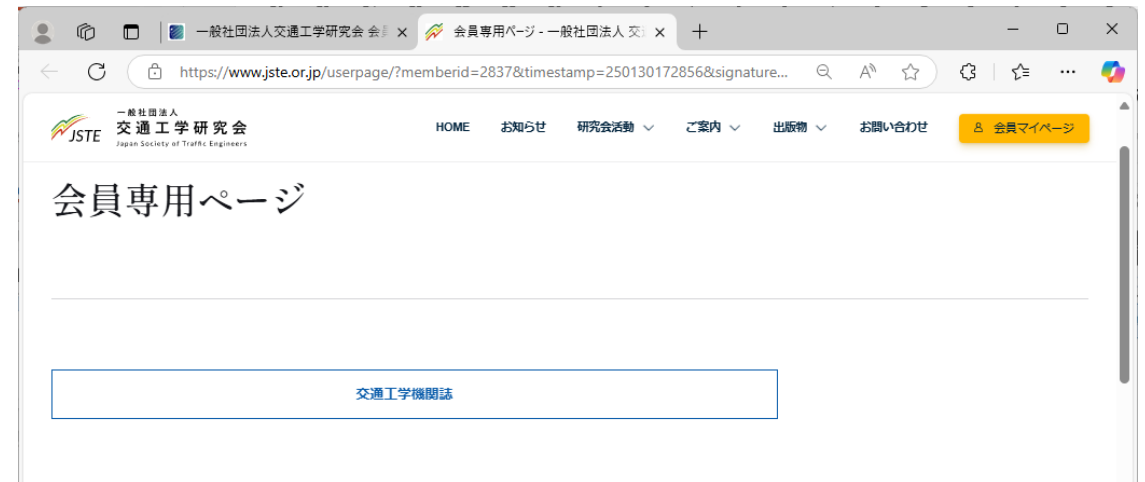 一般社団法人交通工学研究会 会員
会員専用ページ - 一般社団法人 交通
https://www.jste.or.jp/userpage/?memberid=2837&timestamp=250130172856&signature...
JSTE
一般社団法人
交通工学研究会
Japan Society of Traffic Engineers
HOME お知らせ 研究会活動 ご案内 出版物 お問い合わせ 会員マイページ
会員専用ページ
交通工学機関誌